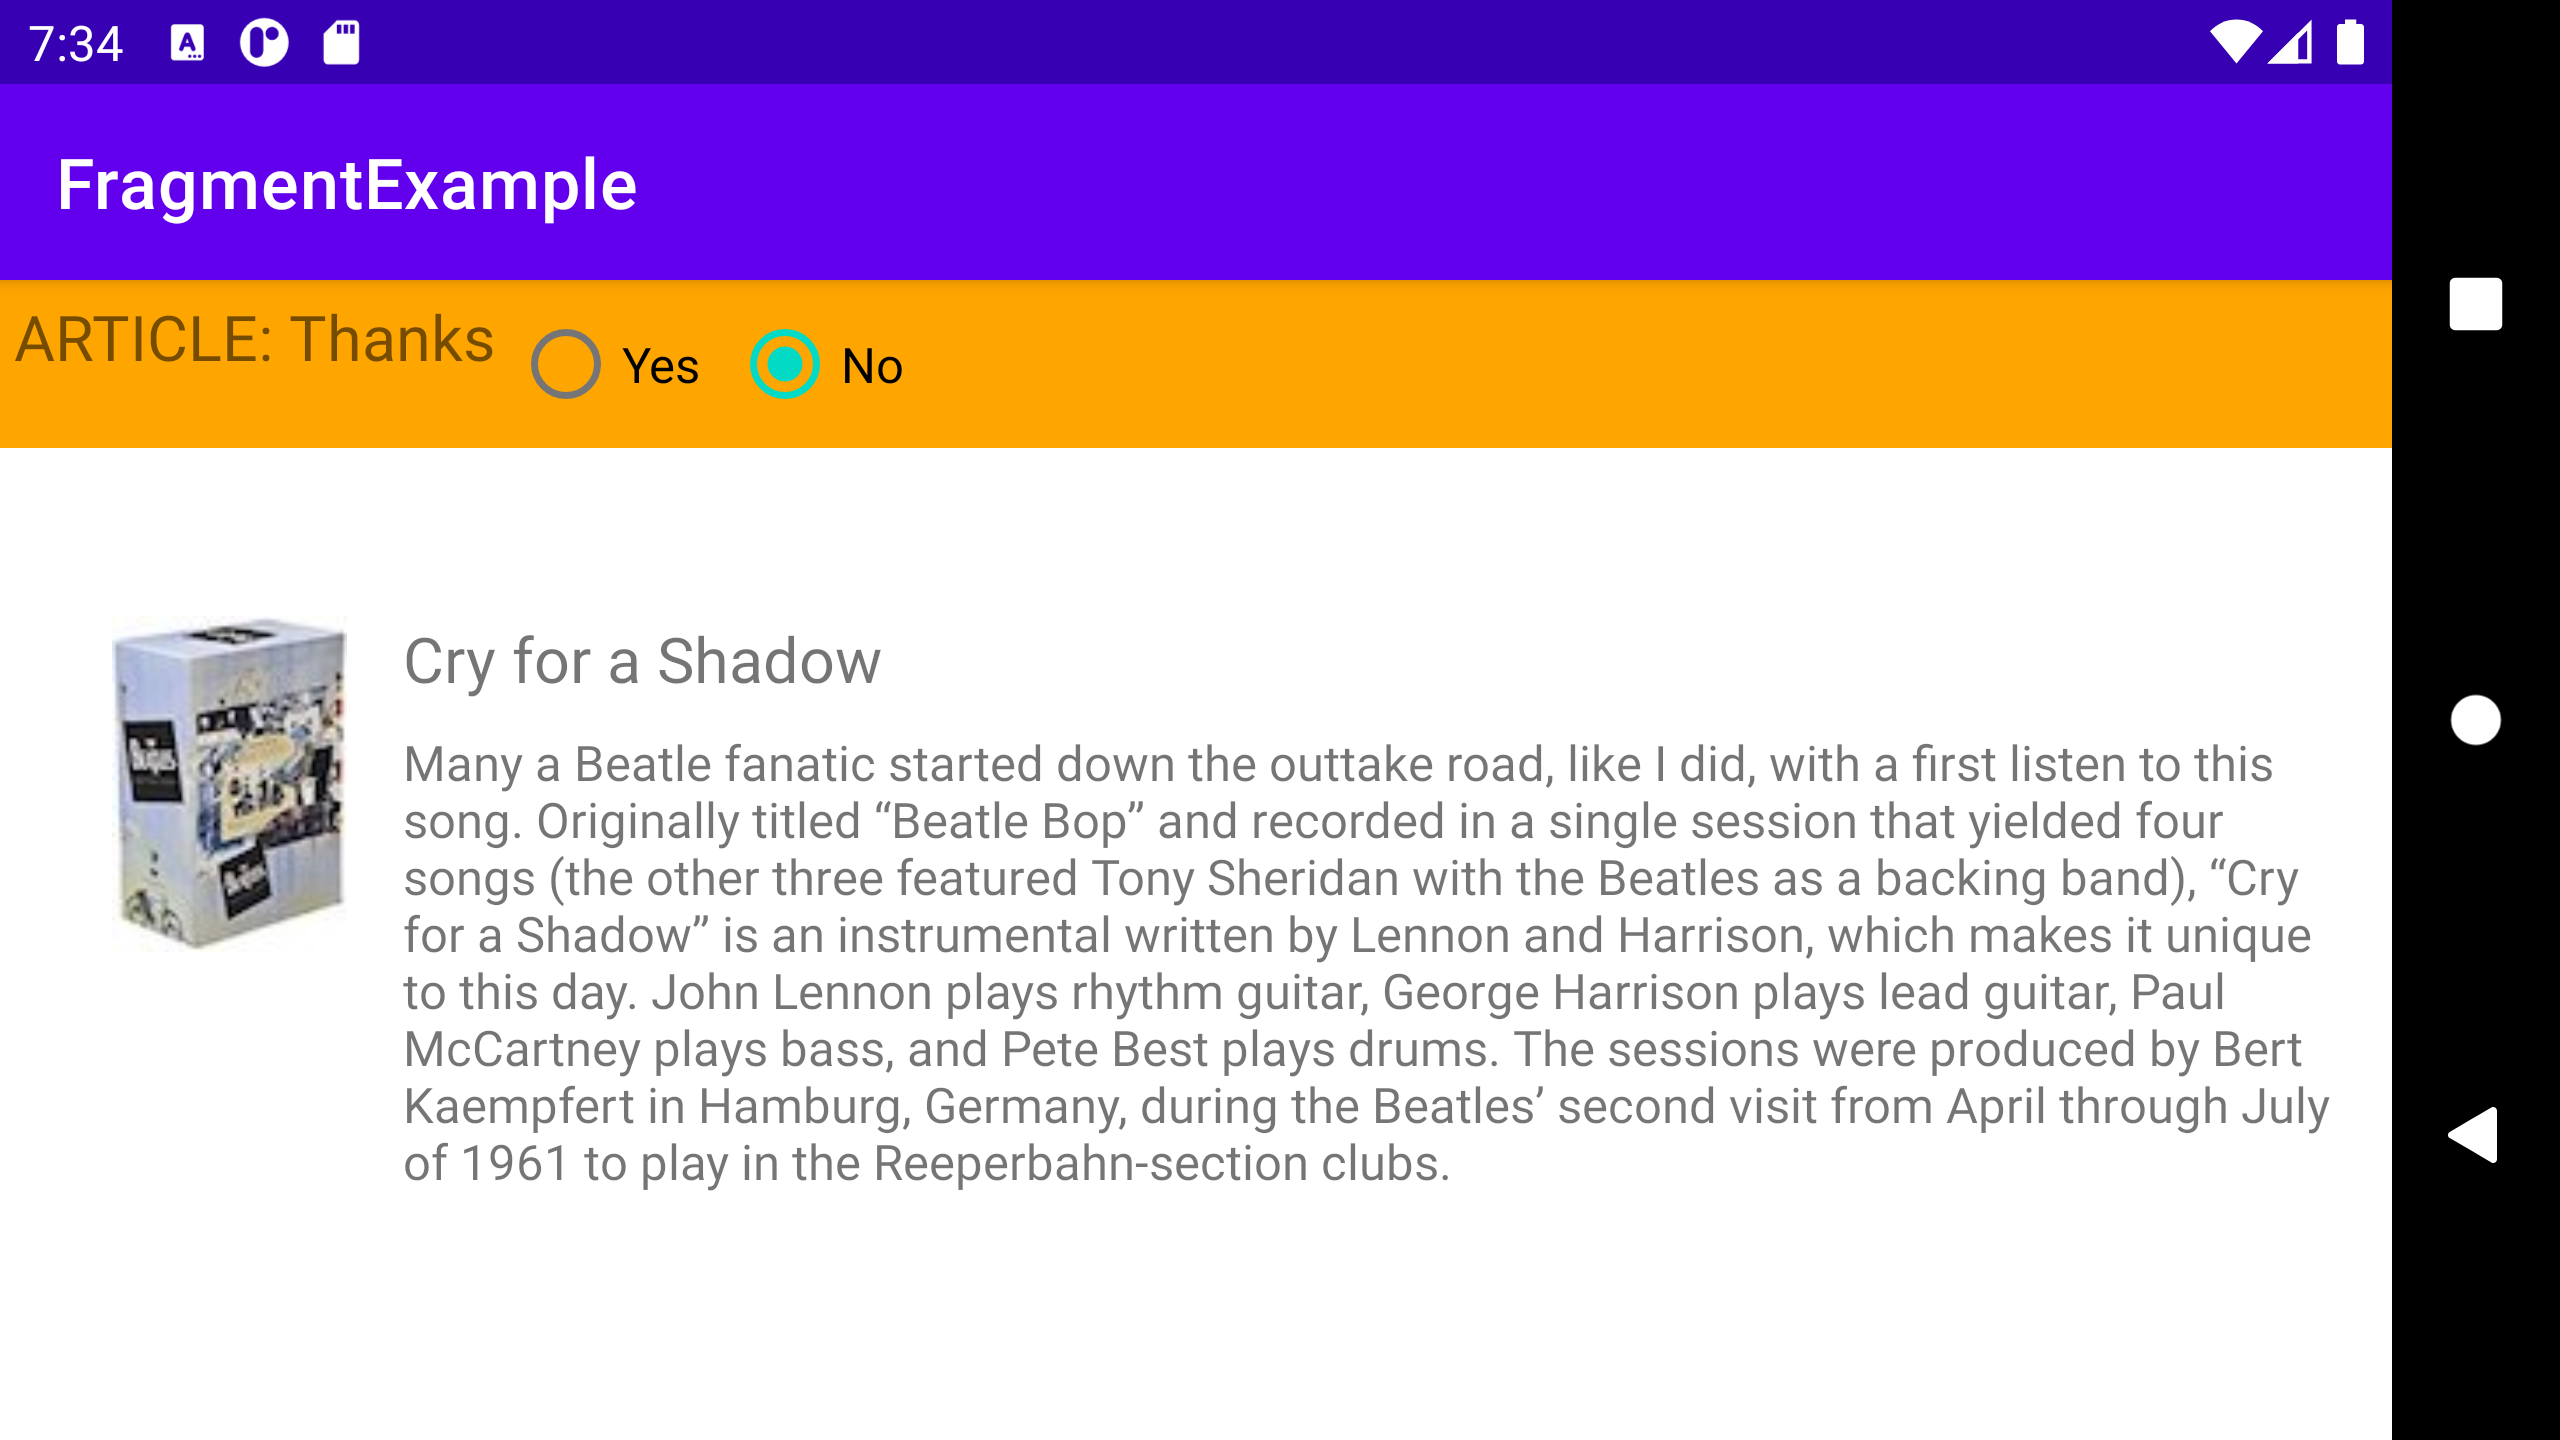 7:34
FragmentExample
ARTICLE: Thanks
Yes
No
Cry for a Shadow
Many a Beatle fanatic started down the outtake road, like I did, with a first listen to this
song. Originally titled “Beatle Bop” and recorded in a single session that yielded four
songs (the other three featured Tony Sheridan with the Beatles as a backing band), “Cry
for a Shadow” is an instrumental written by Lennon and Harrison, which makes it unique
to this day. John Lennon plays rhythm guitar, George Harrison plays lead guitar, Paul
McCartney plays bass, and Pete Best plays drums. The sessions were produced by Bert
Kaempfert in Hamburg, Germany, during the Beatles’ second visit from April through July
of 1961 to play in the Reeperbahn-section clubs.